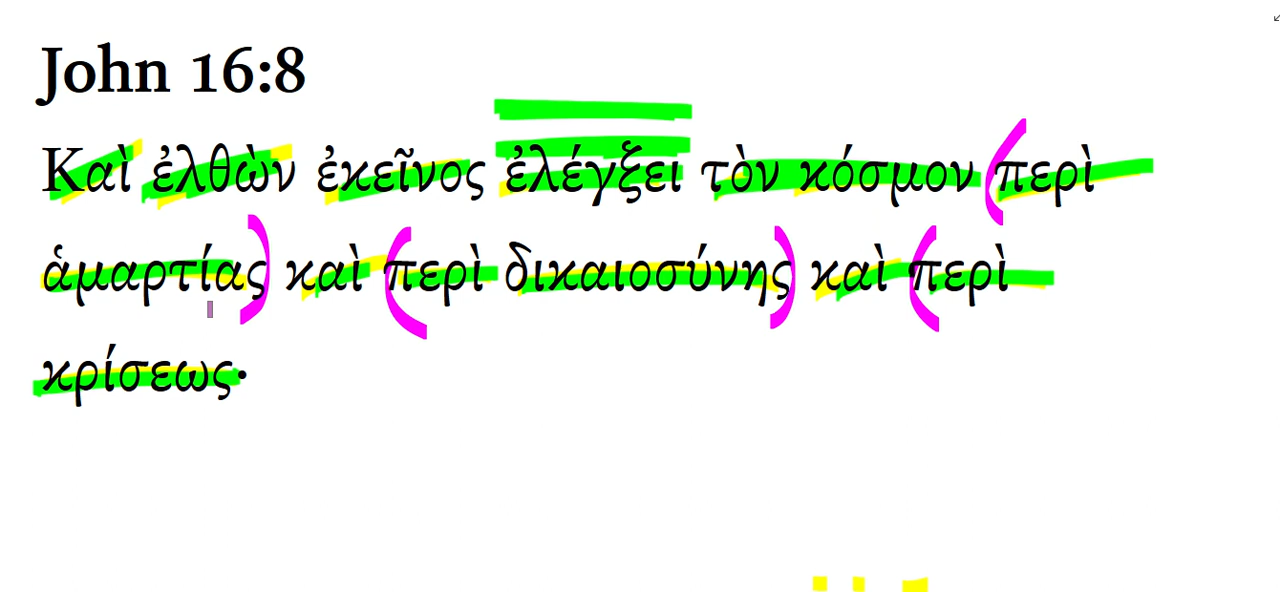 John 16:8
Καὶ ἐλθὼν ἐκεῖνος ἐλέγξει τὸν κόσμον (περὶ
ἁμαρτίας) καὶ (περὶ δικαιοσύνης) καὶ (περὶ
κρίσεως·